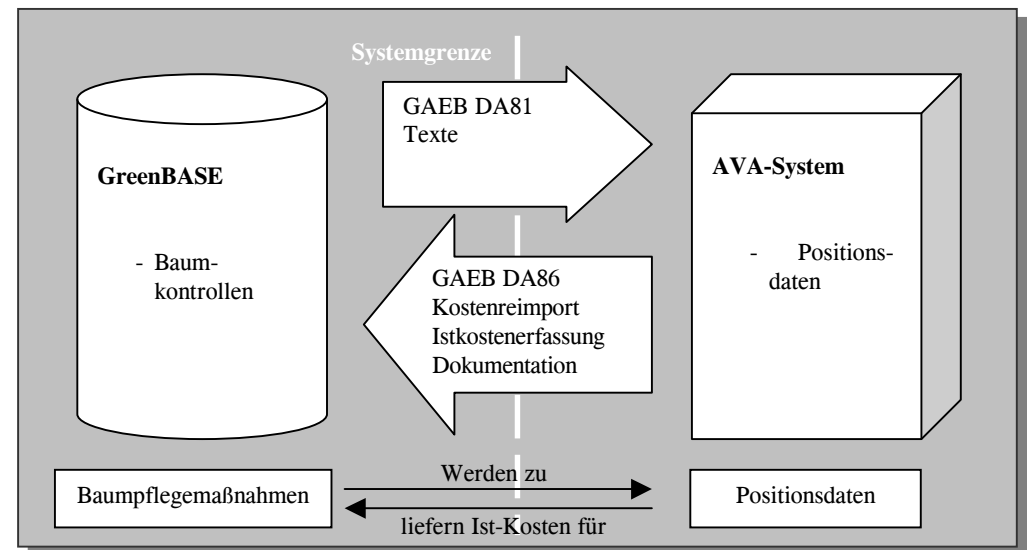 Systemgrenze
GAEB DA81
Texte
GreenBASE
- Baum-
kontrollen
AVA-System
- Positions-
daten
GAEB DA86
Kostenreimport
Istkostenerfassung
Dokumentation
Baumpflegemaßnahmen
Werden zu
liefern Ist-Kosten für
Positionsdaten